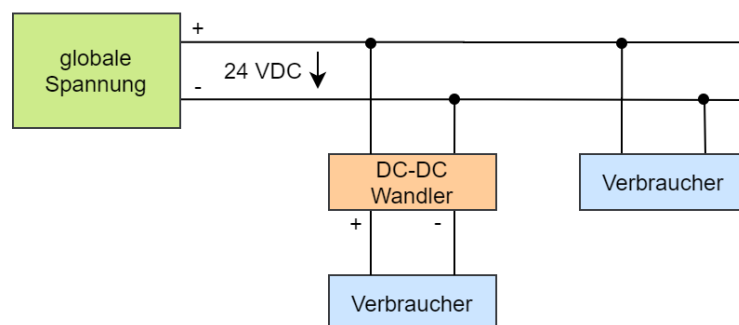 +
globale
Spannung
24 VDC
-
DC-DC
Wandler
Verbraucher
+
-
Verbraucher